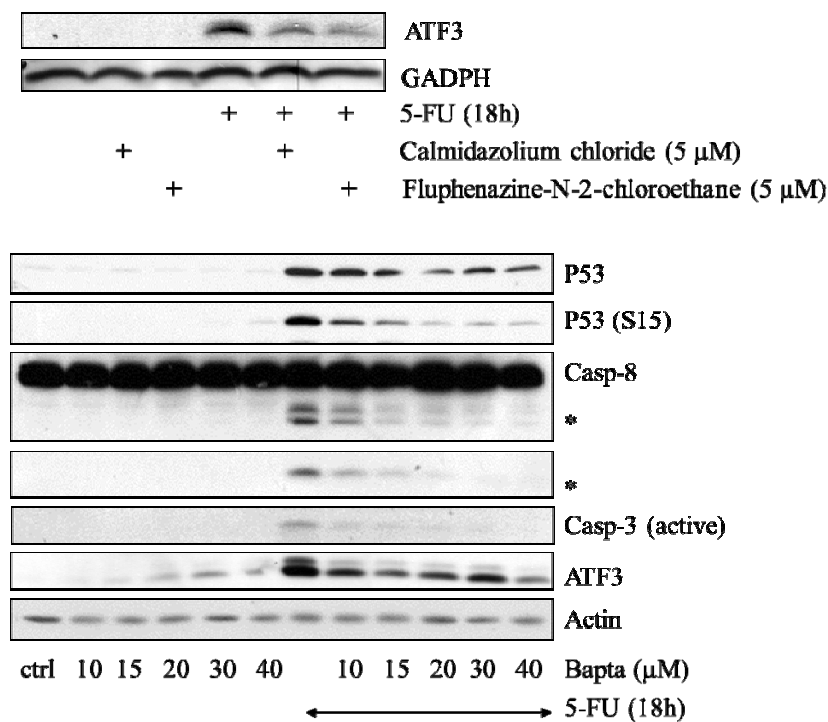 ATF3
GADPH
+ + + 5-FU (18h)
+ + Calmidazolium chloride (5 μM)
+ + Fluphenazine-N-2-chloroethane (5 μM)
P53
P53 (S15)
Casp-8
*
*
Casp-3 (active)
ATF3
Actin
ctrl 10 15 20 30 40 10 15 20 30 40 Bapta (μM)
5-FU (18h)